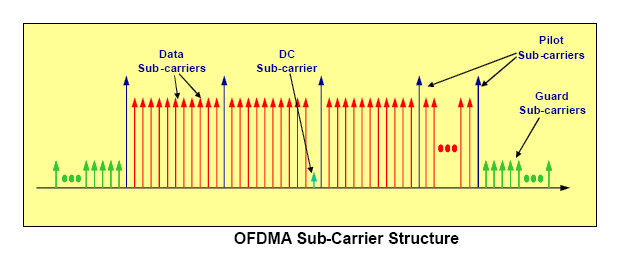 Data
Sub-carriers
DC
Sub-carrier
Pilot
Sub-carriers
Guard
Sub-carriers
OFDMA Sub-Carrier Structure